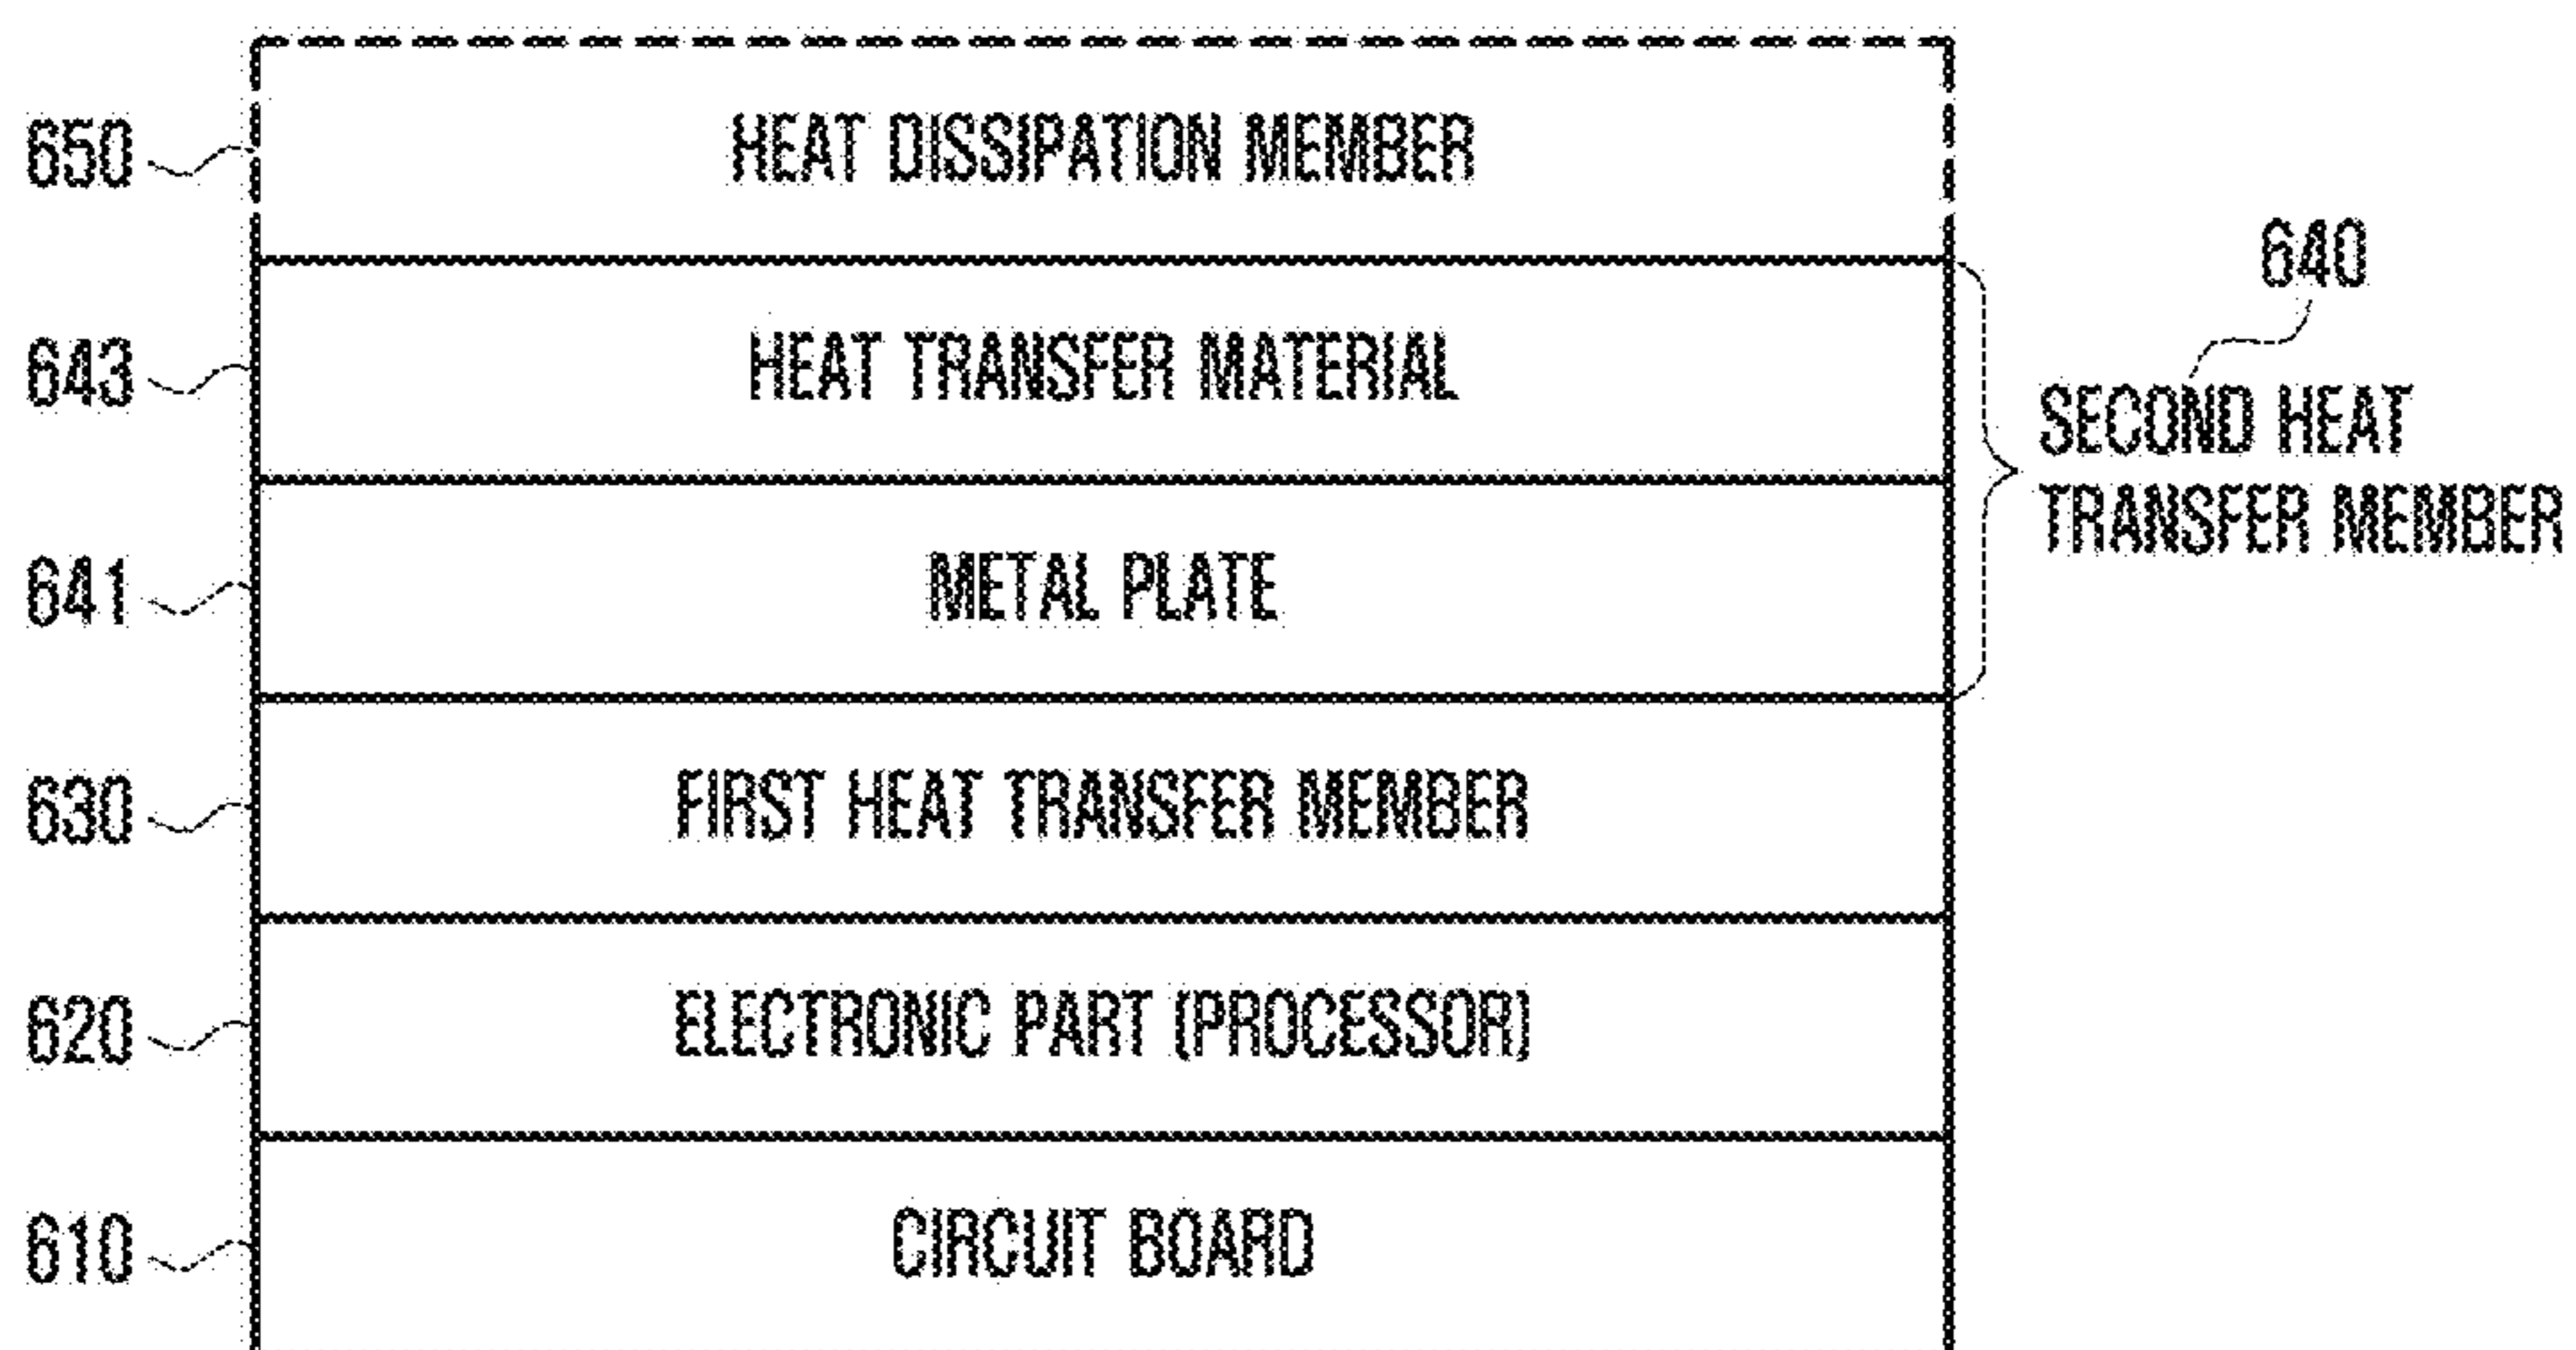 650
HEAT DISSIPATION MEMBER
640
643
HEAT TRANSFER MATERIAL
SECOND HEAT
TRANSFER MEMBER
641
METAL PLATE
630
FIRST HEAT TRANSFER MEMBER
620
ELECTRONIC PART (PROCESSOR)
610
CIRCUIT BOARD